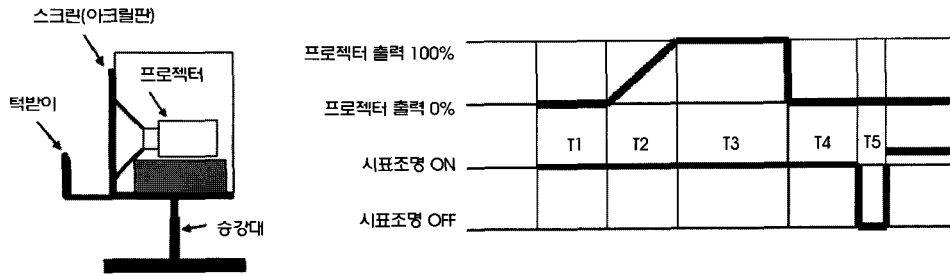 스크린(아크릴판)
프로젝터
턱받이
승강대
프로젝터 출력 100%
프로젝터 출력 0%
T1 T2 T3 T4 T5
시표조명 ON
시표조명 OFF